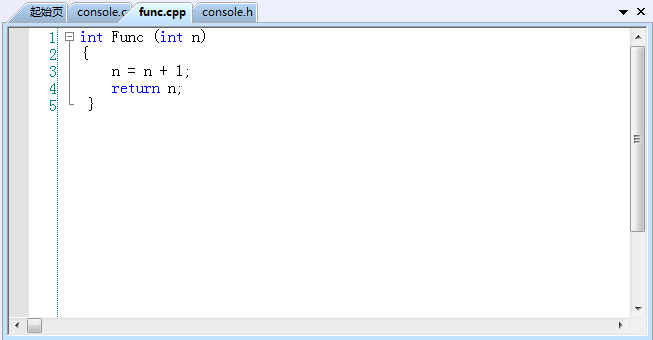 起始页 console.c func.cpp console.h
1 int Func (int n)
2 {
3 n = n + 1;
4 return n;
5 }